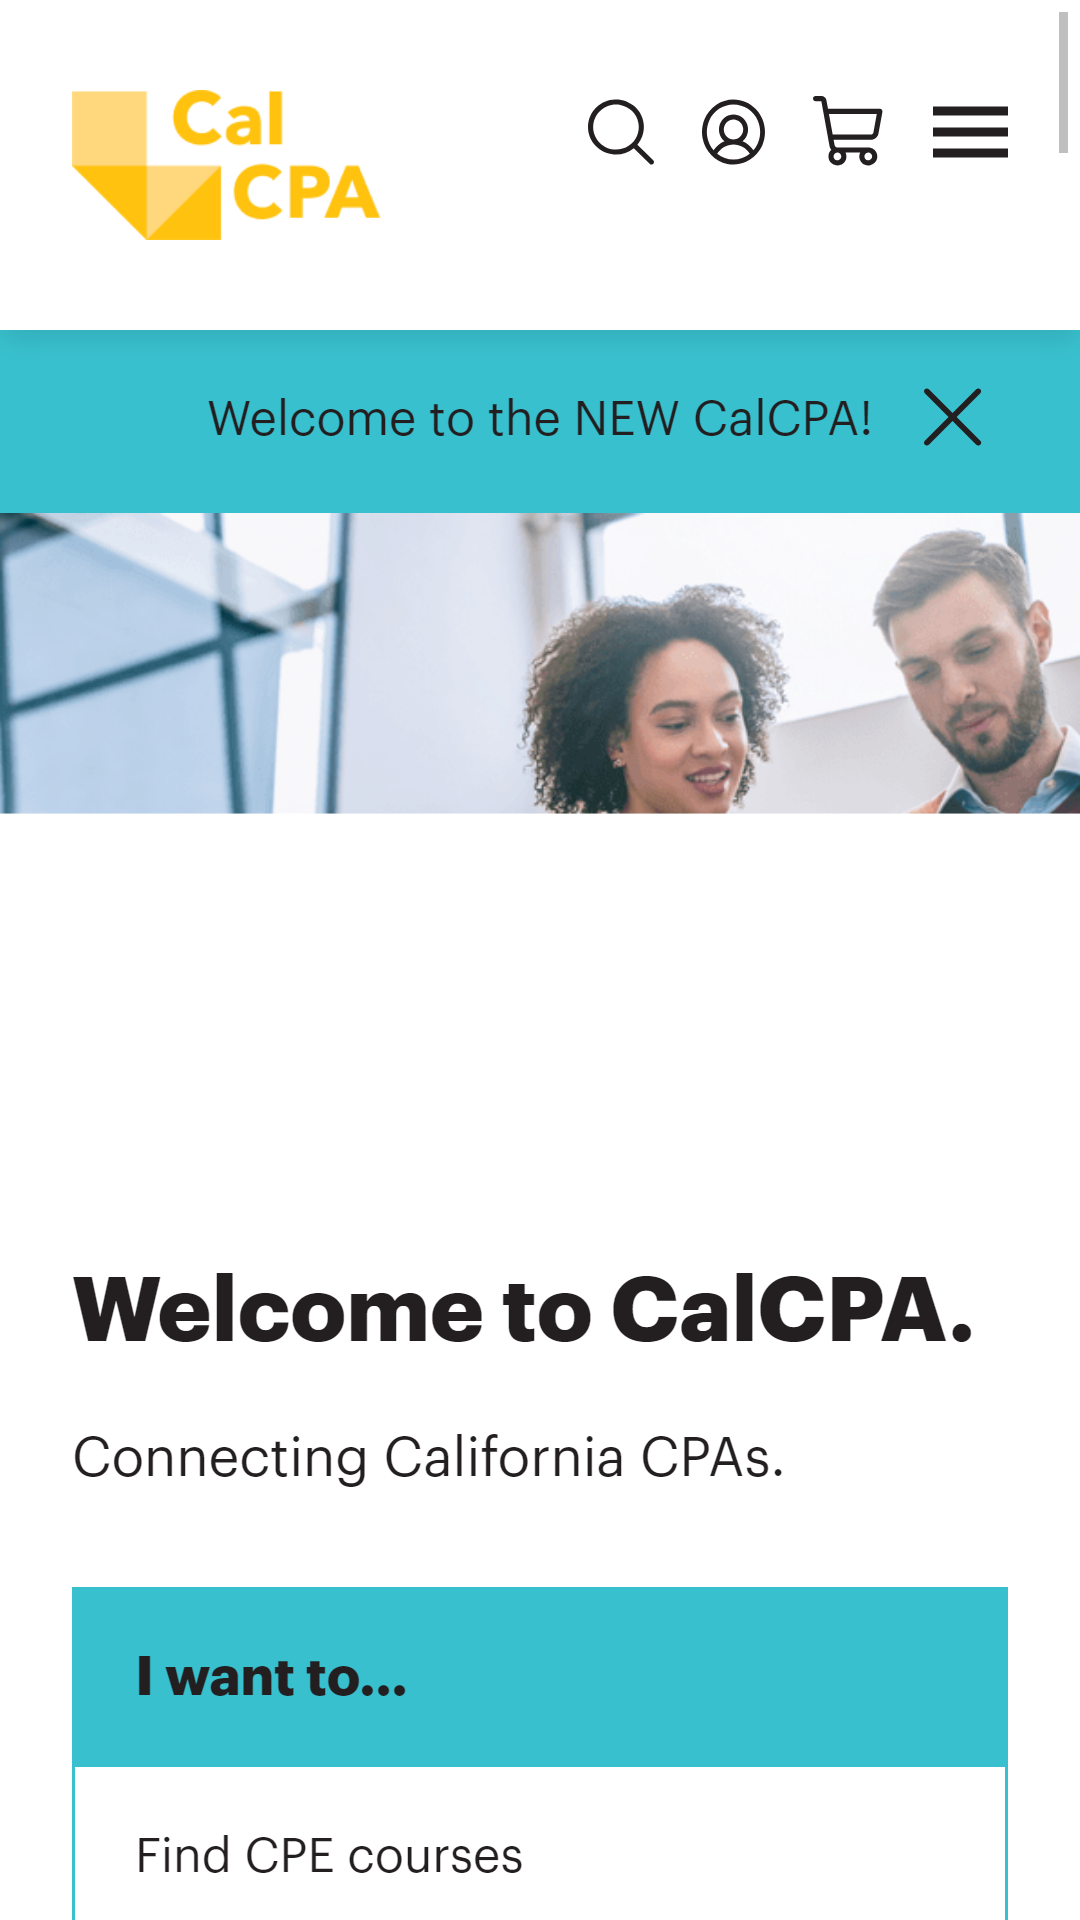 Cal
CPA
Welcome to the NEW CalCPA!
Welcome to CalCPA.
Connecting California CPAs.
I want to...
Find CPE courses